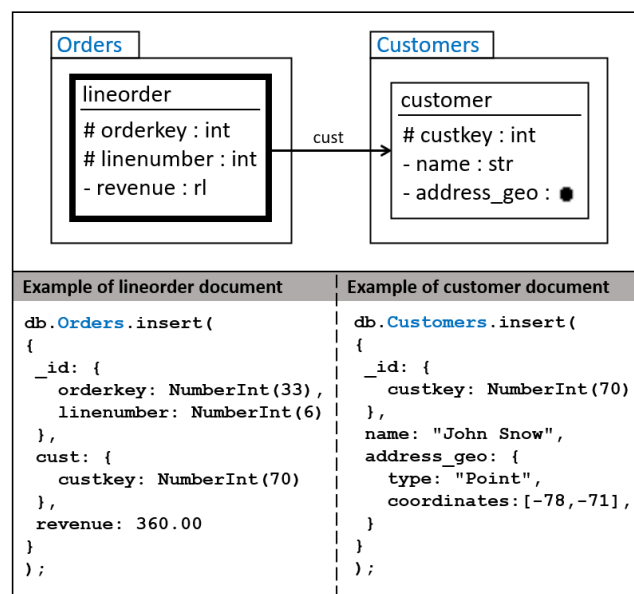 Orders
Customers
lineorder
# orderkey : int
# linenumber : int
- revenue : rl
cust
customer
# custkey : int
- name : str
- address_geo :
Example of lineorder document
db.Orders.insert(
{
_id: {
orderkey: NumberInt(33),
linenumber: NumberInt(6)
},
cust: {
custkey: NumberInt(70)
},
revenue: 360.00
}
);
Example of customer document
db.Customers.insert(
{
_id: {
custkey: NumberInt(70)
},
name: "John Snow",
address_geo: {
type: "Point",
coordinates:[-78,-71],
}
}
);